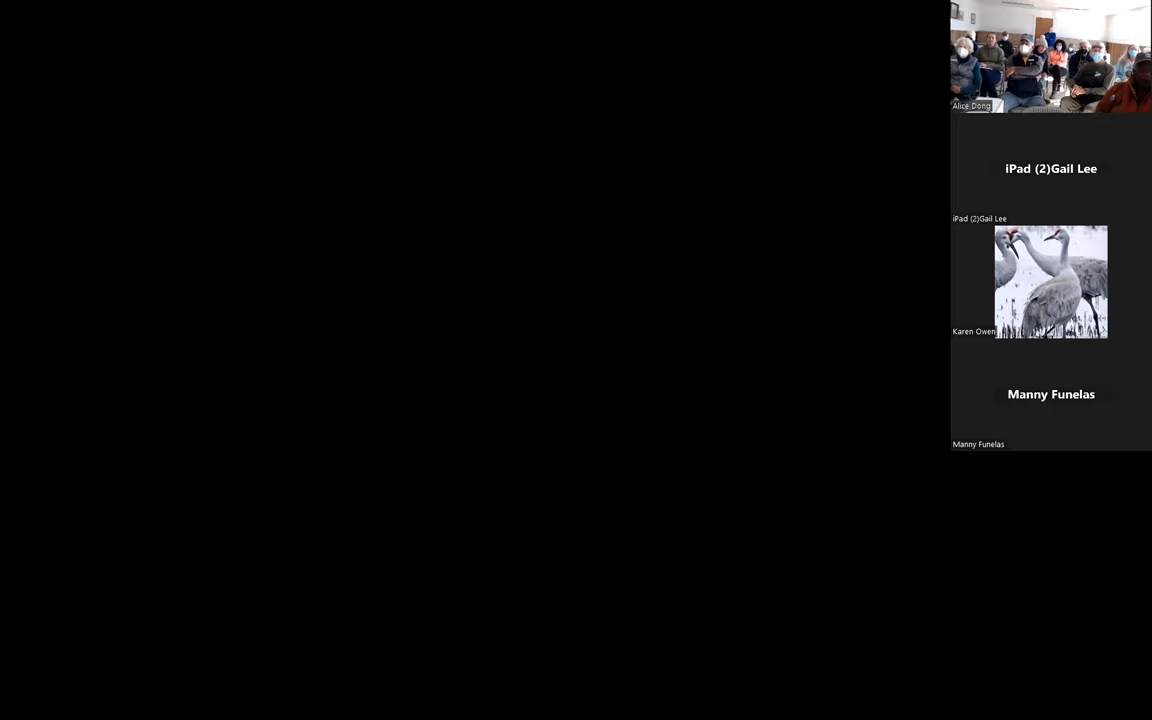 Alice Dong
iPad (2)Gail Lee
iPad (2)Gail Lee
Karen Owen
Manny Funelas
Manny Funelas